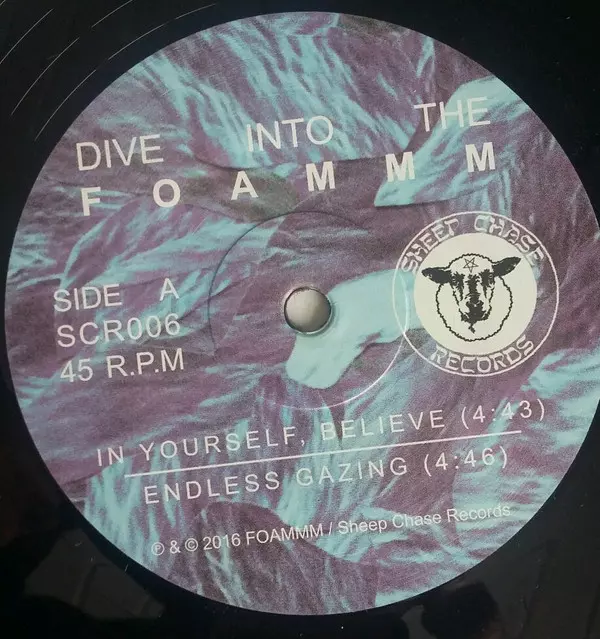 DIVE INTO THE
FOAMMM
SHEEP CHASE
RECORDS
SIDE A
SCR006
45 R.P.M
IN YOURSELF, BELIEVE (4:43)
ENDLESS GAZING (4:46)
℗ & © 2016 FOAMMM / Sheep Chase Records